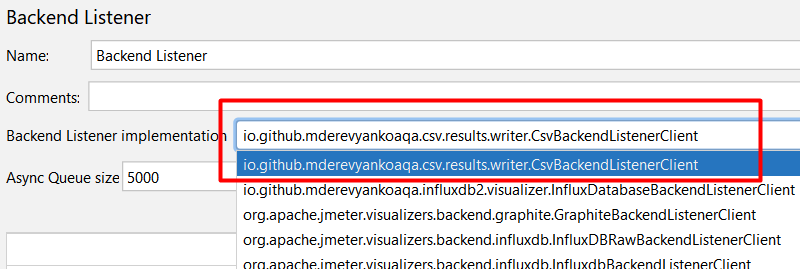 Backend Listener
Name: Backend Listener
Comments:
Backend Listener implementation io.github.mderevyankoaqa.csv.results.writer.CsvBackendListenerClient
io.github.mderevyankoaqa.csv.results.writer.CsvBackendListenerClient
Async Queue size 5000
io.github.mderevyankoaqa.influxdb2.visualizer.InfluxDatabaseBackendListenerClient
org.apache.jmeter.visualizers.backend.graphite.GraphiteBackendListenerClient
org.apache.jmeter.visualizers.backend.influxdb.InfluxDBRawBackendListenerClient
org.apache.jmeter.visualizers.backend.influxdb.InfluxdbBackendListenerClient